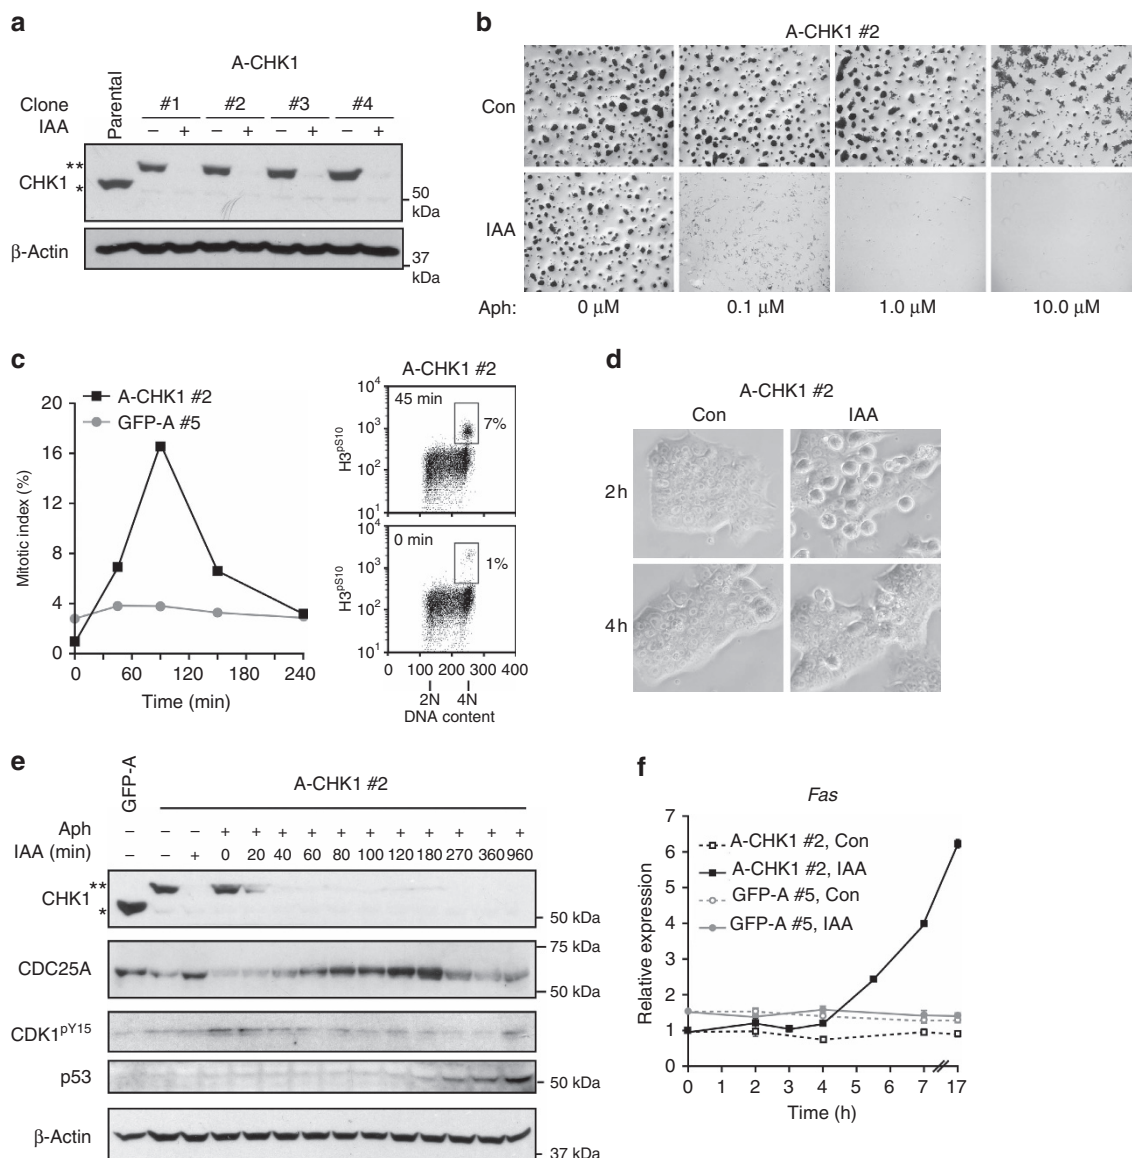 a
A-CHK1
Parental
Clone #1 #2 #3 #4
IAA − + − + − + − +
**
CHK1
*
50
kDa
β-Actin
37
kDa
b
A-CHK1 #2
Con
IAA
Aph: 0 µM 0.1 µM 1.0 µM 10.0 µM
c
A-CHK1 #2
GFP-A #5
Mitotic index (%)
20
16
12
8
4
0
0 60 120 180 240
Time (min)
A-CHK1 #2
45 min
7%
H3pS10
10⁴
10³
10²
10¹
0 min
1%
H3pS10
10⁴
10³
10²
10¹
0 100 200 300 400
2N 4N
DNA content
d
A-CHK1 #2
Con IAA
2h
4h
e
GFP-A
A-CHK1 #2
Aph − − − + + + + + + + + + + +
IAA (min) − − + 0 20 40 60 80 100 120 180 270 360 960
**
CHK1
*
50 kDa
75 kDa
CDC25A
50 kDa
CDK1pY15
p53
50 kDa
β-Actin
37 kDa
f
Fas
A-CHK1 #2, Con
A-CHK1 #2, IAA
GFP-A #5, Con
GFP-A #5, IAA
Relative expression
7
6
5
4
3
2
1
0
0 1 2 3 4 5 6 7 17
Time (h)